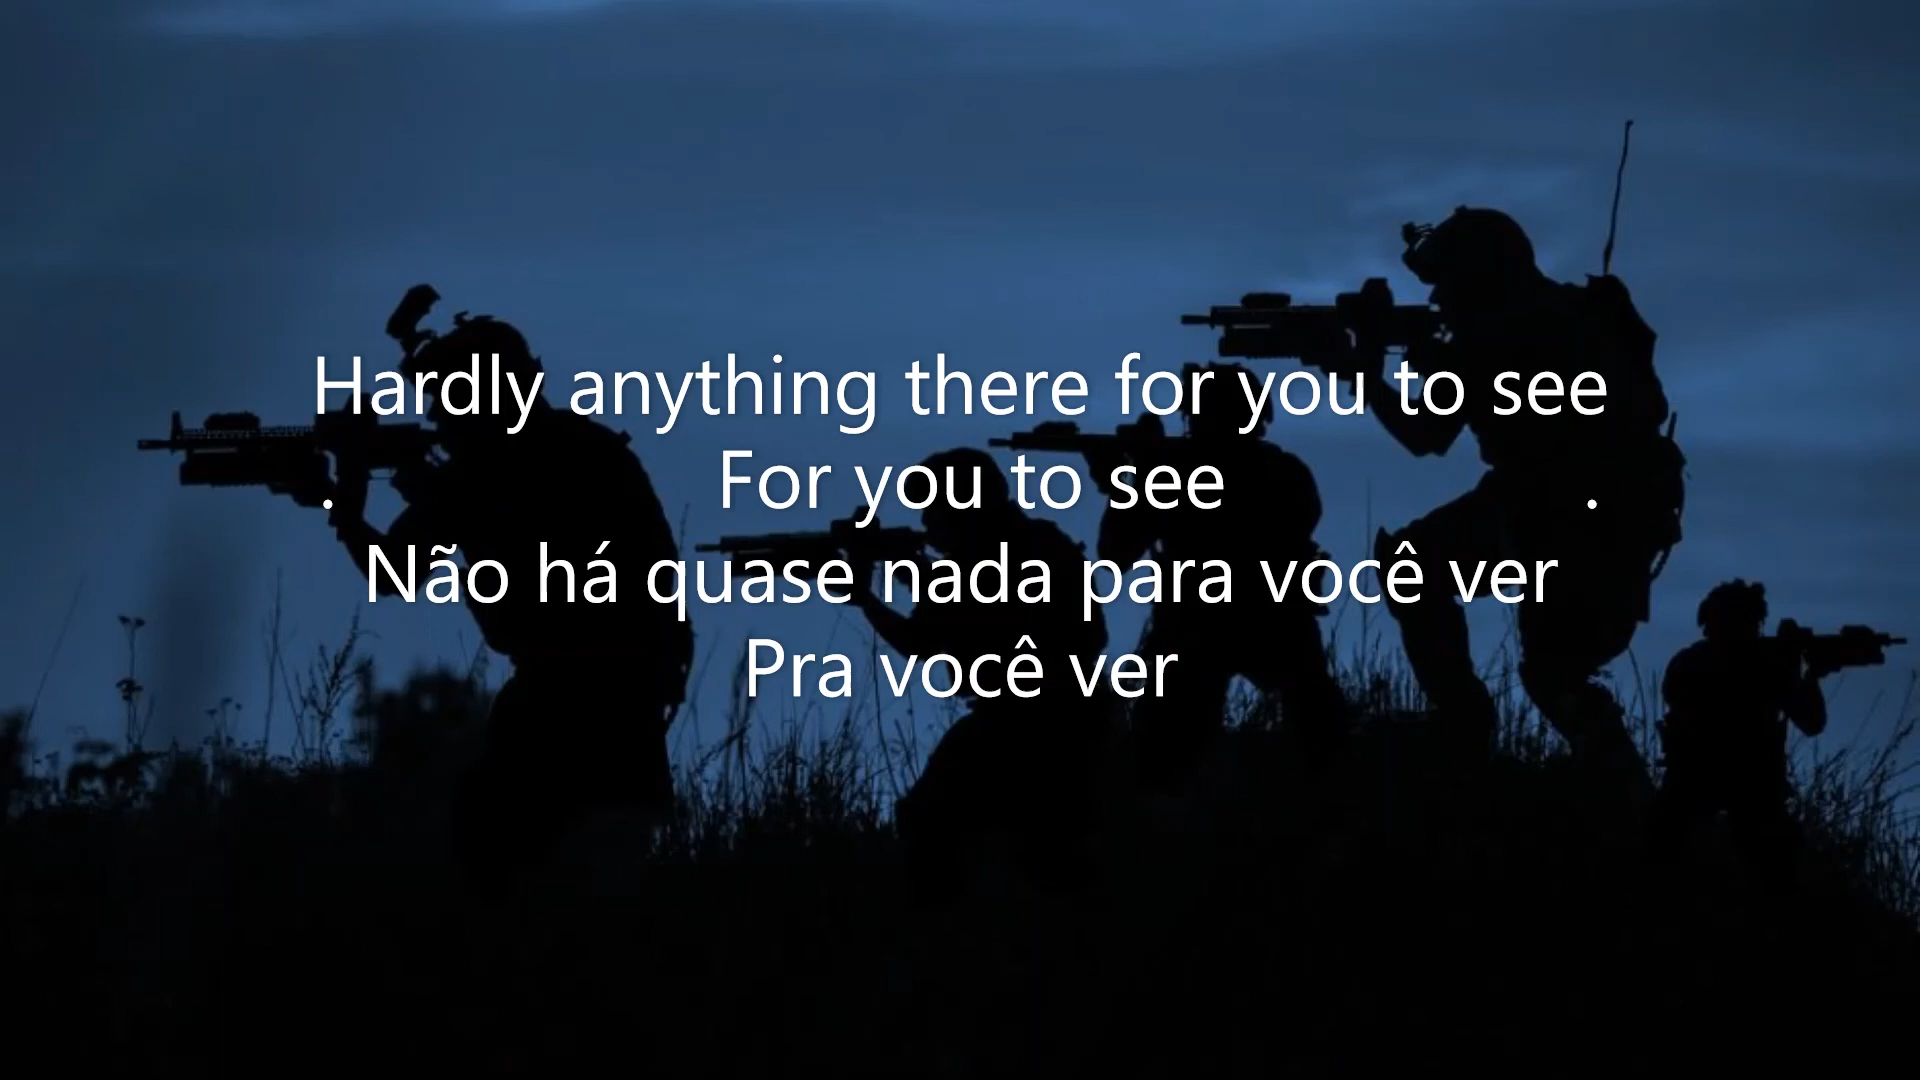 Hardly anything there for you to see
. For you to see .
Não há quase nada para você ver
Pra você ver